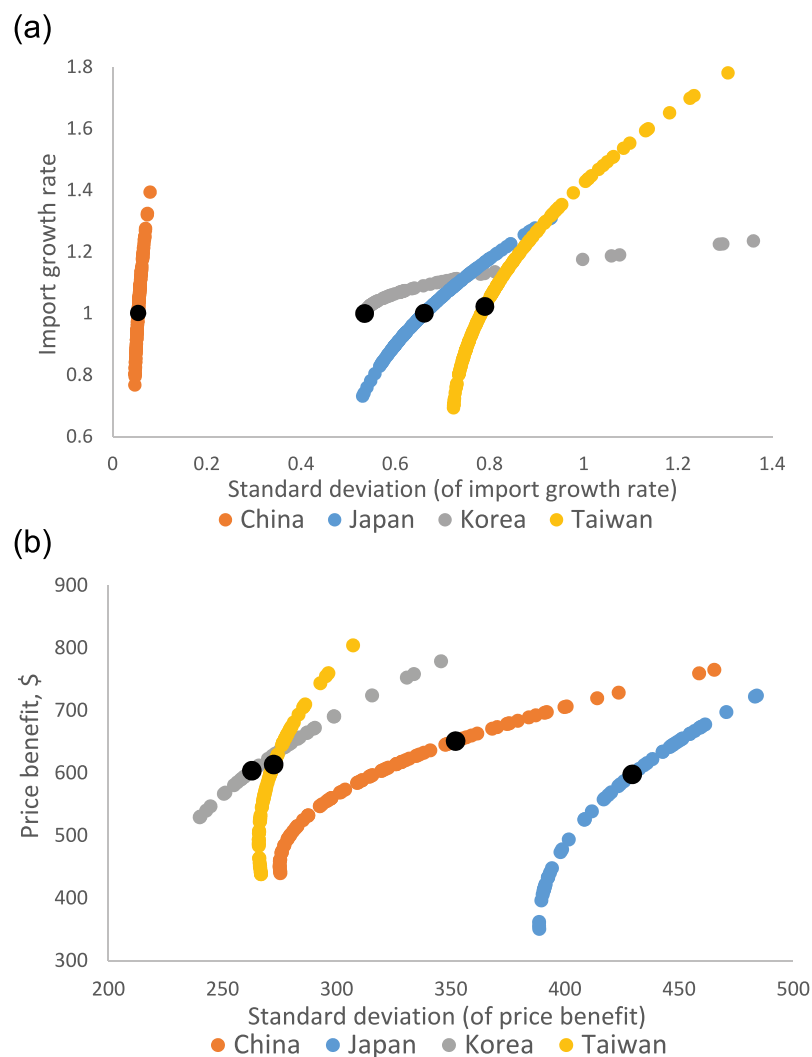 (a)
1.8
1.6
1.4
1.2
1
0.8
0.6
Import growth rate
0 0.2 0.4 0.6 0.8 1 1.2 1.4
Standard deviation (of import growth rate)
China Japan Korea Taiwan
(b)
900
800
700
600
500
400
300
Price benefit, $
200 250 300 350 400 450 500
Standard deviation (of price benefit)
China Japan Korea Taiwan